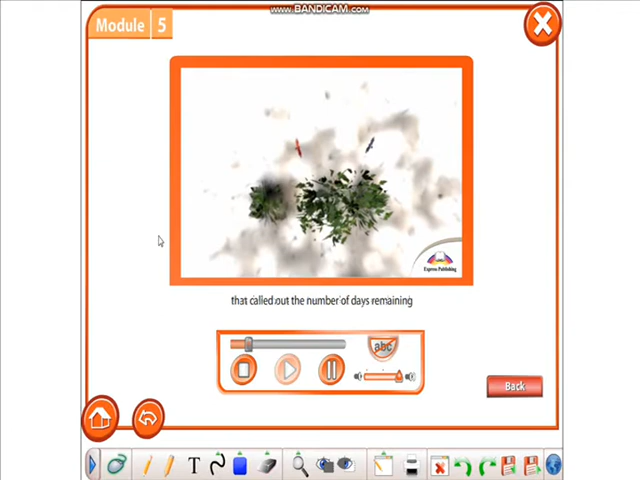 www.BANDICAM.com
Module 5
Express Publishing
that called out the number of days remaining
abc
Back
T